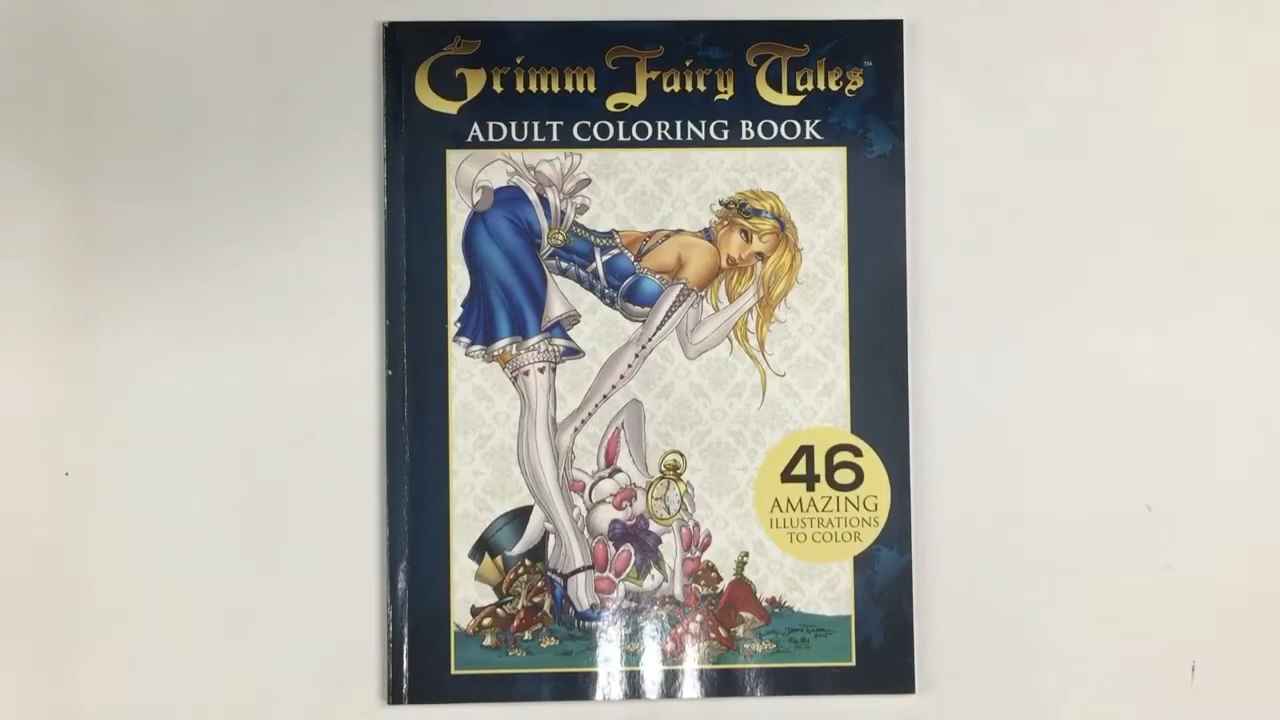 Grimm Fairy Tales™
ADULT COLORING BOOK
46
AMAZING
ILLUSTRATIONS
TO COLOR